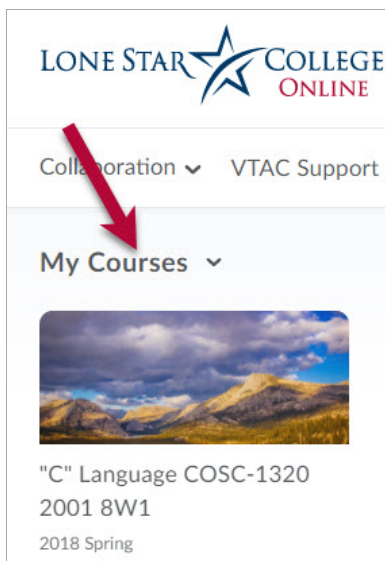 LONE STAR COLLEGE
ONLINE
Collaboration VTAC Support
My Courses
"C" Language COSC-1320
2001 8W1
2018 Spring